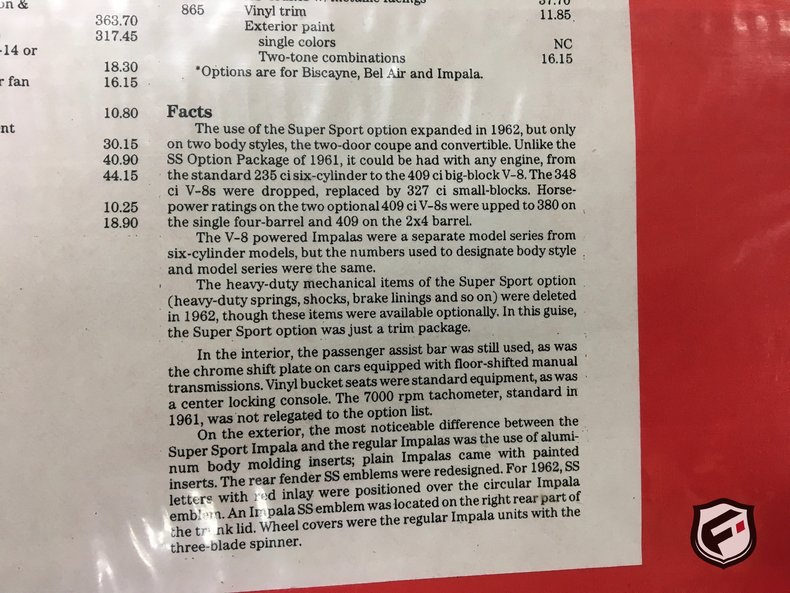 on &
363.70
317.45
-14 or
18.30
r fan
16.15
10.80
ent
30.15
40.90
44.15
10.25
18.90
37.70
865 Vinyl trim 11.85
Exterior paint
single colors NC
Two-tone combinations 16.15
*Options are for Biscayne, Bel Air and Impala.
Facts
The use of the Super Sport option expanded in 1962, but only
on two body styles, the two-door coupe and convertible. Unlike the
SS Option Package of 1961, it could be had with any engine, from
the standard 235 ci six-cylinder to the 409 ci big-block V-8. The 348
ci V-8s were dropped, replaced by 327 ci small-blocks. Horse-
power ratings on the two optional 409 ci V-8s were upped to 380 on
the single four-barrel and 409 on the 2x4 barrel.
The V-8 powered Impalas were a separate model series from
six-cylinder models, but the numbers used to designate body style
and model series were the same.
The heavy-duty mechanical items of the Super Sport option
(heavy-duty springs, shocks, brake linings and so on) were deleted
in 1962, though these items were available optionally. In this guise,
the Super Sport option was just a trim package.
In the interior, the passenger assist bar was still used, as was
the chrome shift plate on cars equipped with floor-shifted manual
transmissions. Vinyl bucket seats were standard equipment, as was
a center locking console. The 7000 rpm tachometer, standard in
1961, was not relegated to the option list.
On the exterior, the most noticeable difference between the
Super Sport Impala and the regular Impalas was the use of alumi-
num body molding inserts; plain Impalas came with painted
inserts. The rear fender SS emblems were redesigned. For 1962, SS
letters with red inlay were positioned over the circular Impala
emblem. An Impala SS emblem was located on the right rear part of
the trunk lid. Wheel covers were the regular Impala units with the
three-blade spinner.